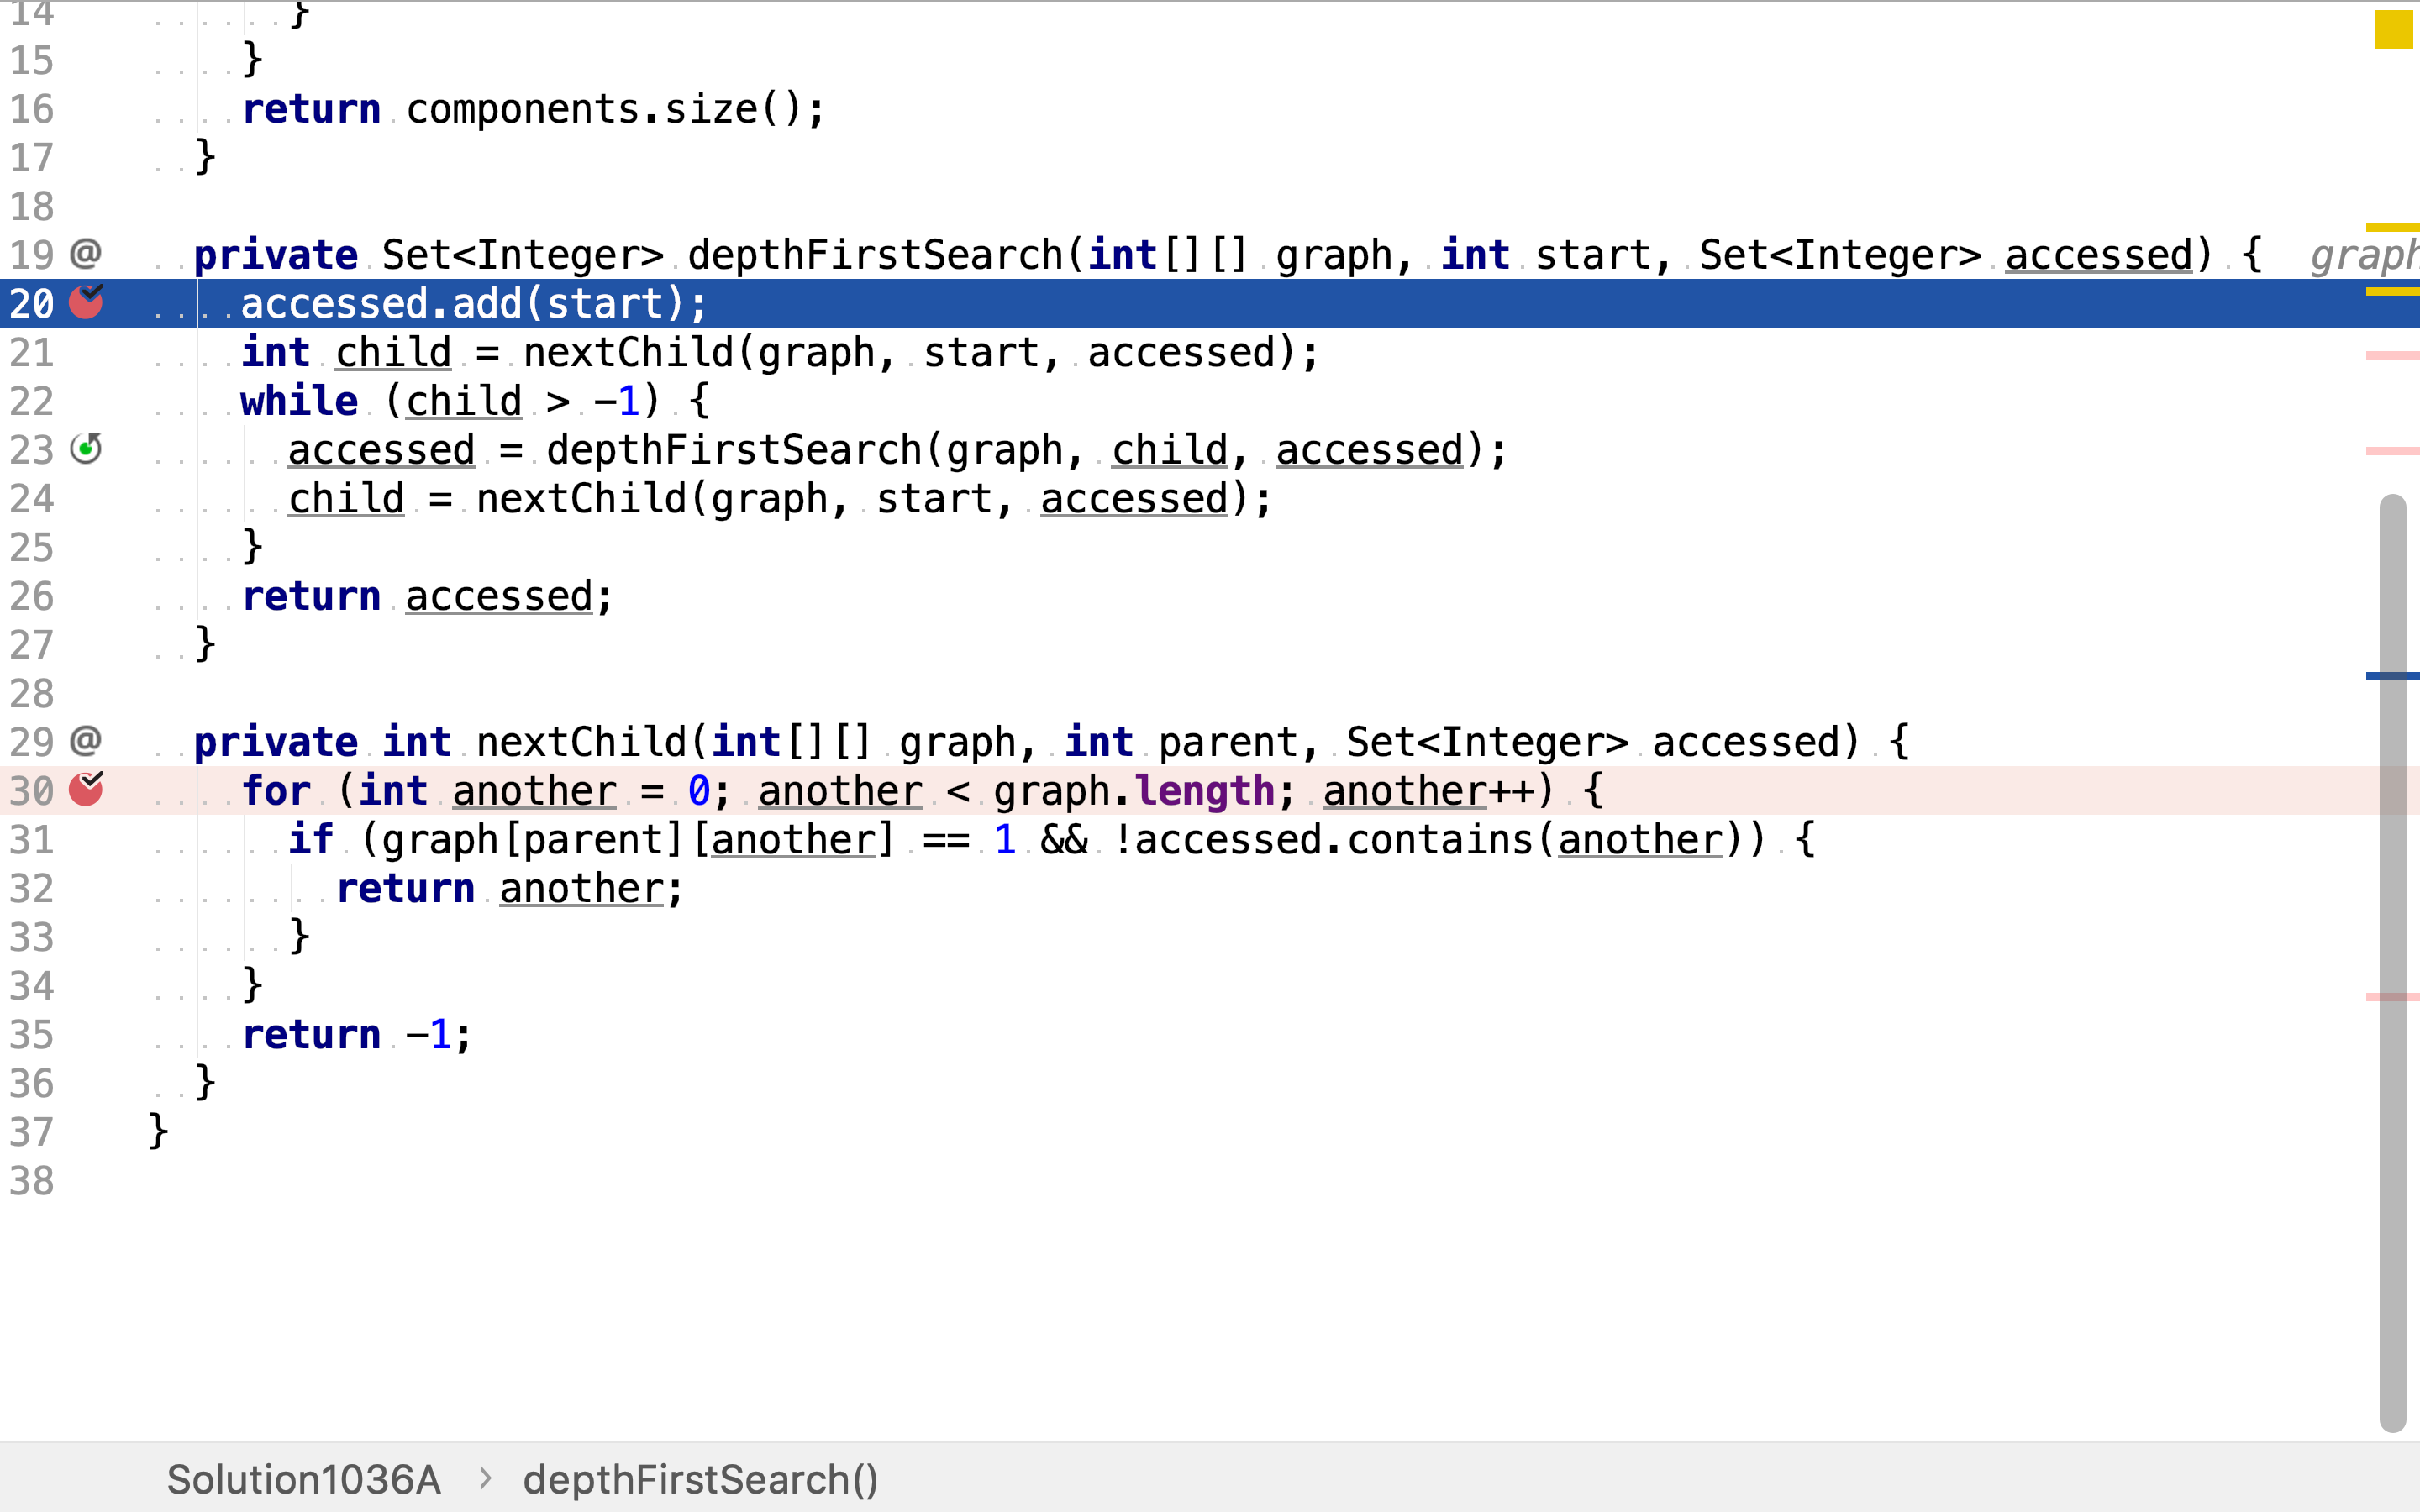 14 }
15 }
16 return components.size();
17 }
18
19 @ private Set<Integer> depthFirstSearch(int[][] graph, int start, Set<Integer> accessed) { graph
20 accessed.add(start);
21 int child = nextChild(graph, start, accessed);
22 while (child > -1) {
23 accessed = depthFirstSearch(graph, child, accessed);
24 child = nextChild(graph, start, accessed);
25 }
26 return accessed;
27 }
28
29 @ private int nextChild(int[][] graph, int parent, Set<Integer> accessed) {
30 for (int another = 0; another < graph.length; another++) {
31 if (graph[parent][another] == 1 && !accessed.contains(another)) {
32 return another;
33 }
34 }
35 return -1;
36 }
37 }
38
Solution1036A > depthFirstSearch()